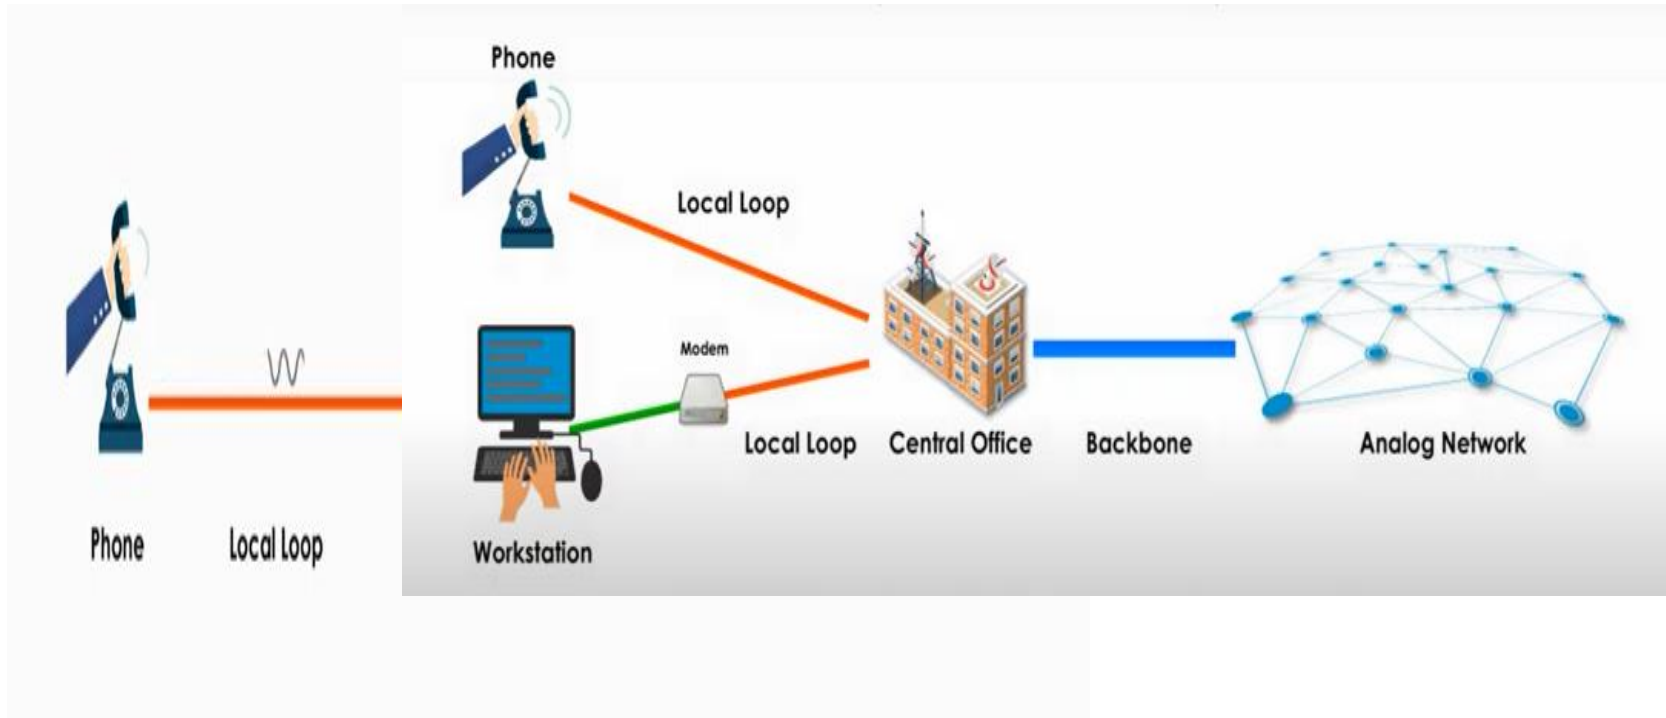 Phone
Local Loop
Phone
Local Loop
Modem
Local Loop
Central Office
Backbone
Analog Network
Workstation